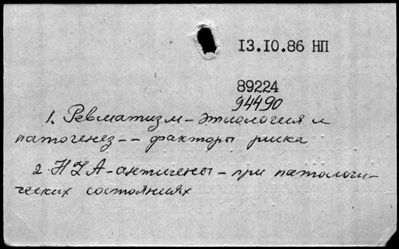 13.10.86 НП
89224
94490
1. Ревматизм - этиология и
патогенез -- факторы риска
2. HLA - антигены - при патологи-
ческих состояниях